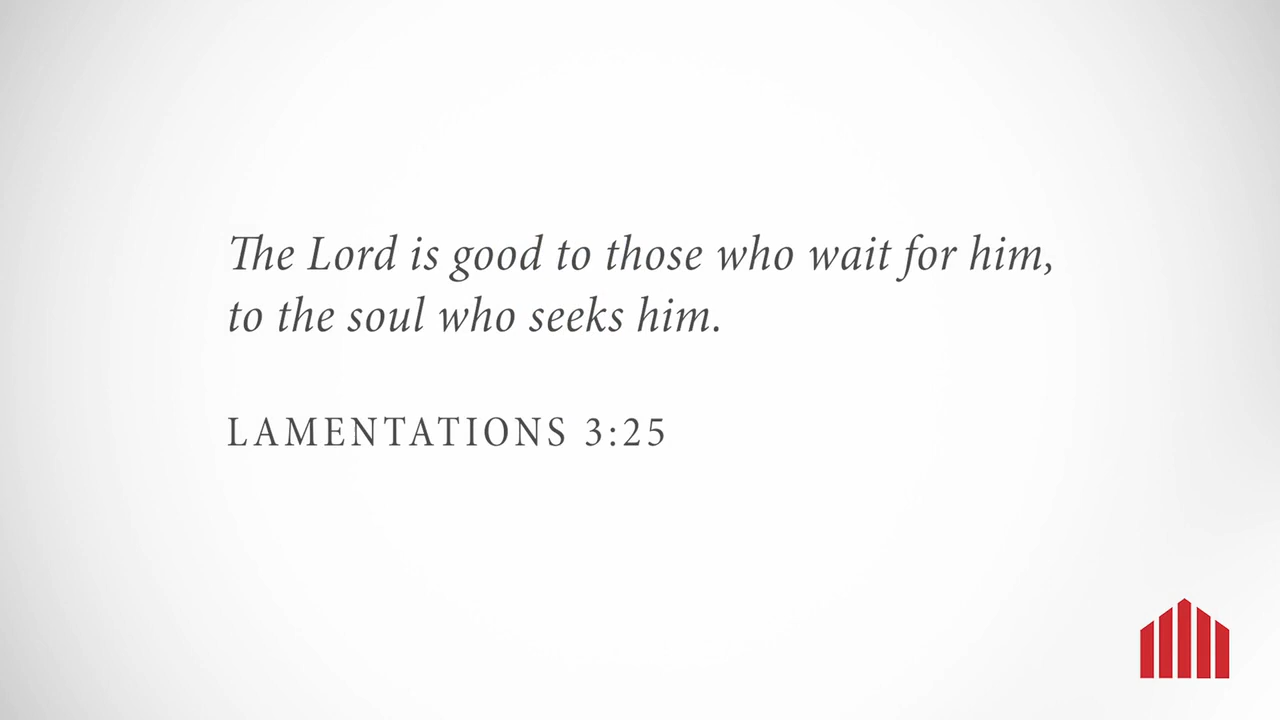 The Lord is good to those who wait for him,
to the soul who seeks him.
LAMENTATIONS 3:25